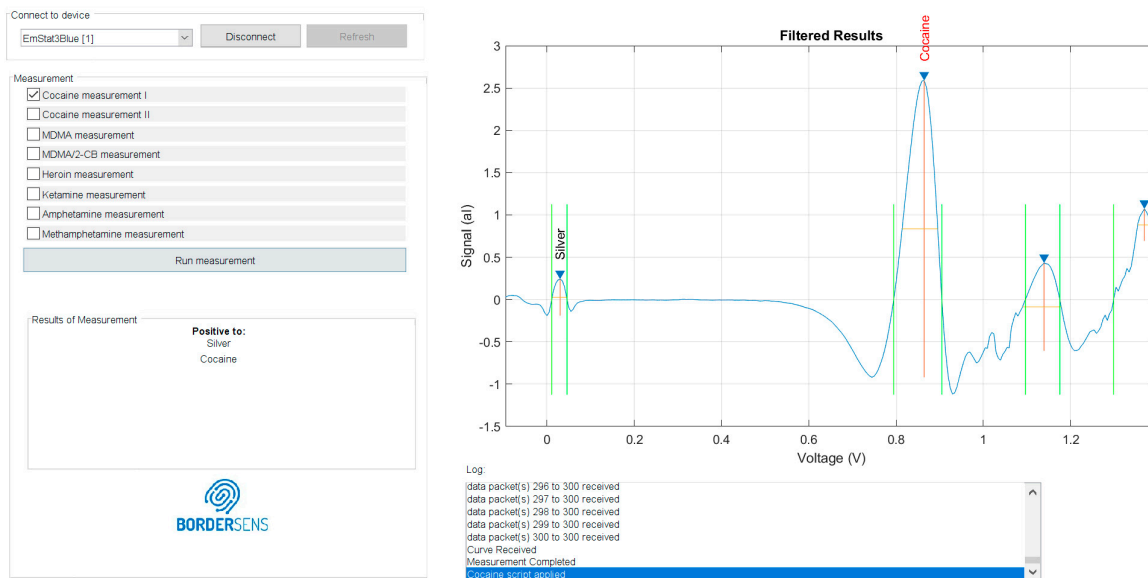 Connect to device
EmStat3Blue [1]
Disconnect
Refresh
Measurement
Cocaine measurement I
Cocaine measurement II
MDMA measurement
MDMA/2-CB measurement
Heroin measurement
Ketamine measurement
Amphetamine measurement
Methamphetamine measurement
Run measurement
Results of Measurement
Positive to:
Silver
Cocaine
BORDERSENS
Filtered Results
Cocaine
Silver
3
2.5
2
1.5
1
0.5
0
-0.5
-1
-1.5
Signal (aI)
0
0.2
0.4
0.6
0.8
1
1.2
Voltage (V)
Log:
data packet(s) 296 to 300 received
data packet(s) 297 to 300 received
data packet(s) 298 to 300 received
data packet(s) 299 to 300 received
data packet(s) 300 to 300 received
Curve Received
Measurement Completed
Cocaine script applied